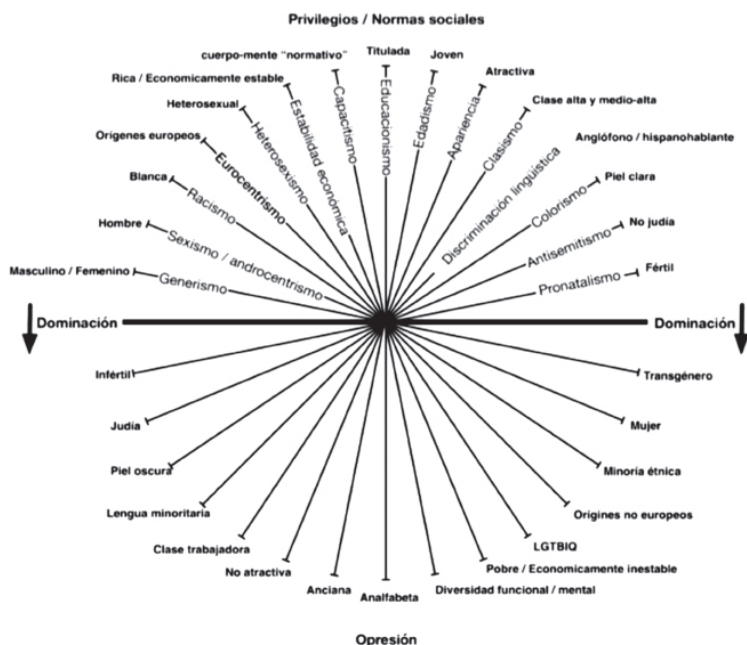 Privilegios / Normas sociales
cuerpo-mente "normativo"
Titulada
Joven
Rica / Economicamente estable
Atractiva
Heterosexual
Clase alta y medio-alta
Orígenes europeos
Anglófono / hispanohablante
Blanca
Piel clara
Hombre
No judía
Masculino / Femenino
Fértil
Generismo
Sexismo / androcentrismo
Racismo
Eurocentrismo
Heterosexismo
Estabilidad económica
Capacitismo
Educacionismo
Edadismo
Apariencia
Clasismo
Discriminación lingüística
Colorismo
Antisemitismo
Pronatalismo
Dominación
Dominación
Infértil
Transgénero
Judía
Mujer
Piel oscura
Minoría étnica
Lengua minoritaria
Orígines no europeos
Clase trabajadora
LGTBIQ
No atractiva
Pobre / Economicamente inestable
Anciana
Analfabeta
Diversidad funcional / mental
Opresión